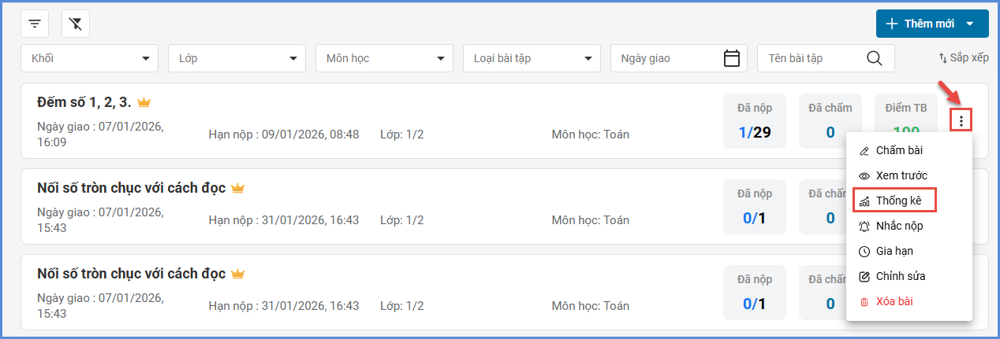 Thêm mới
Khối
Lớp
Môn học
Loại bài tập
Ngày giao
Tên bài tập
Sắp xếp
Đếm số 1, 2, 3.
Ngày giao : 07/01/2026,
16:09
Hạn nộp : 09/01/2026, 08:48
Lớp: 1/2
Môn học: Toán
Đã nộp
1/29
Đã chấm
0
Điểm TB
100
Chấm bài
Xem trước
Thống kê
Nhắc nộp
Gia hạn
Chỉnh sửa
Xóa bài
Nối số tròn chục với cách đọc
Ngày giao : 07/01/2026,
15:43
Hạn nộp : 31/01/2026, 16:43
Lớp: 1/2
Môn học: Toán
Đã nộp
0/1
Đã chấm
0
Nối số tròn chục với cách đọc
Ngày giao : 07/01/2026,
15:43
Hạn nộp : 31/01/2026, 16:43
Lớp: 1/2
Môn học: Toán
Đã nộp
0/1
Đã chấm
0